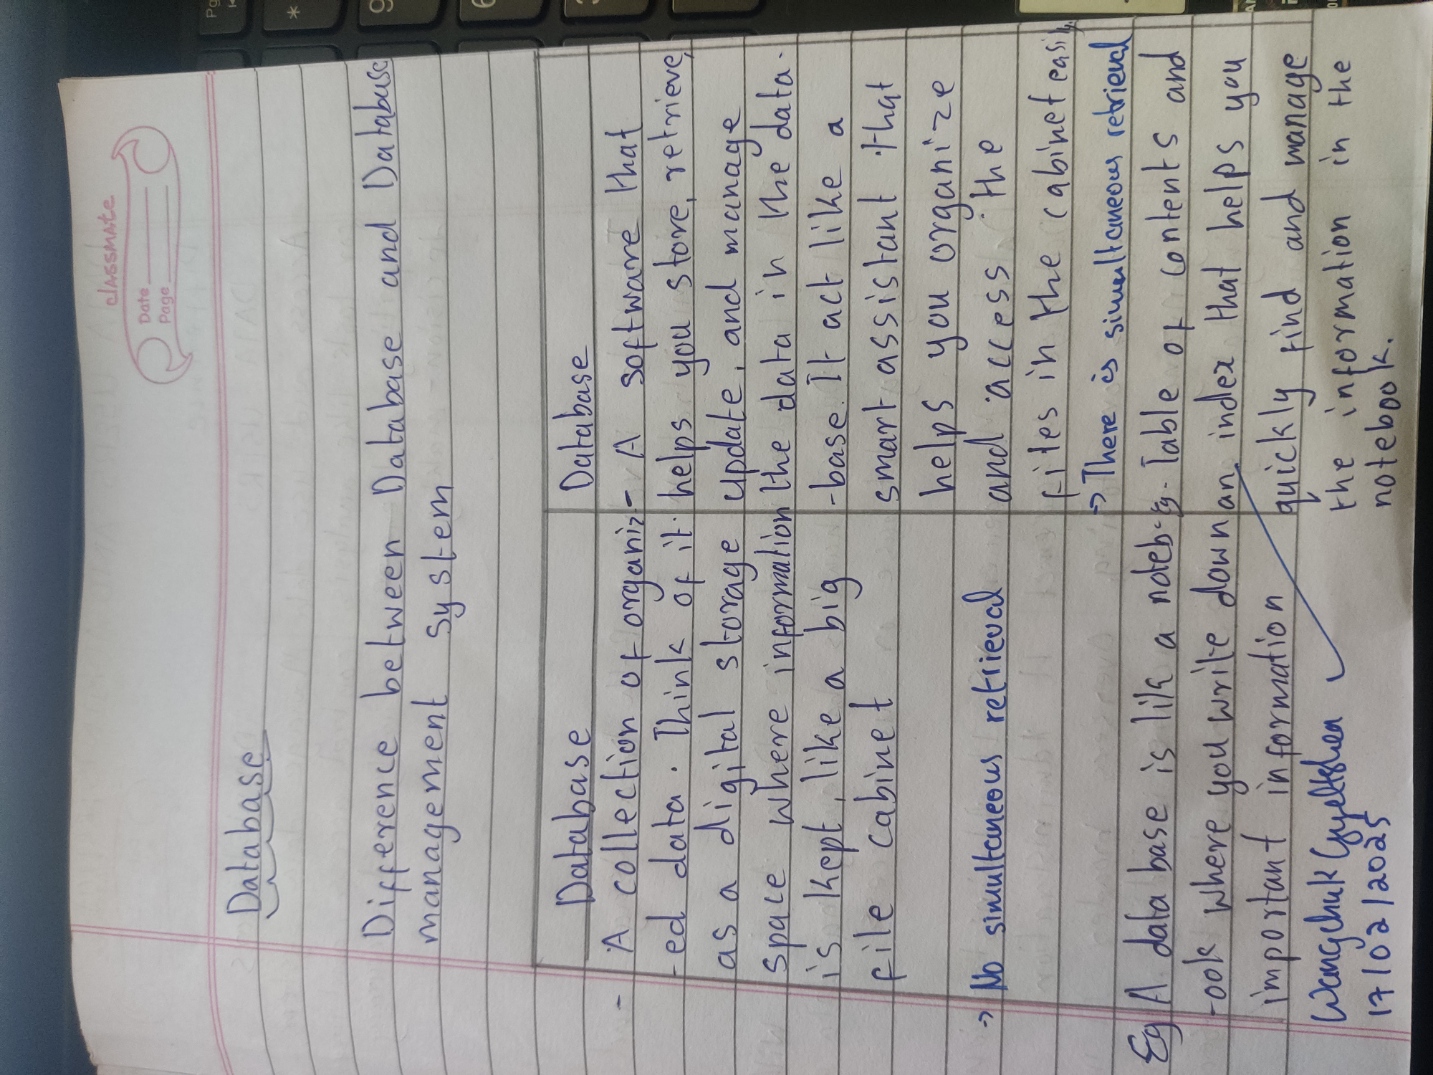 classmate
Date
Page
Database
Difference between Database and Database
management system
Database
- A collection of organiz-
-ed data. Think of it
as a digital storage
space where information
is kept, like a big
file cabinet
→ No simultaneous retrieval
Eg A data base is lik a noteb-
-ook where you write down
important information
Database
- A software that
helps you store, retrieve,
update, and manage
the data in the data-
-base. It act like a
smart assistant that
helps you organize
and access the
files in the cabinet easily.
→ There is simultaneous retrieval
Eg. Table of contents and
an index that helps you
quickly find and manage
the information in the
notebook.
Wangchuk Gyeltshen
17/02/2025
Pg
*
9
6
3